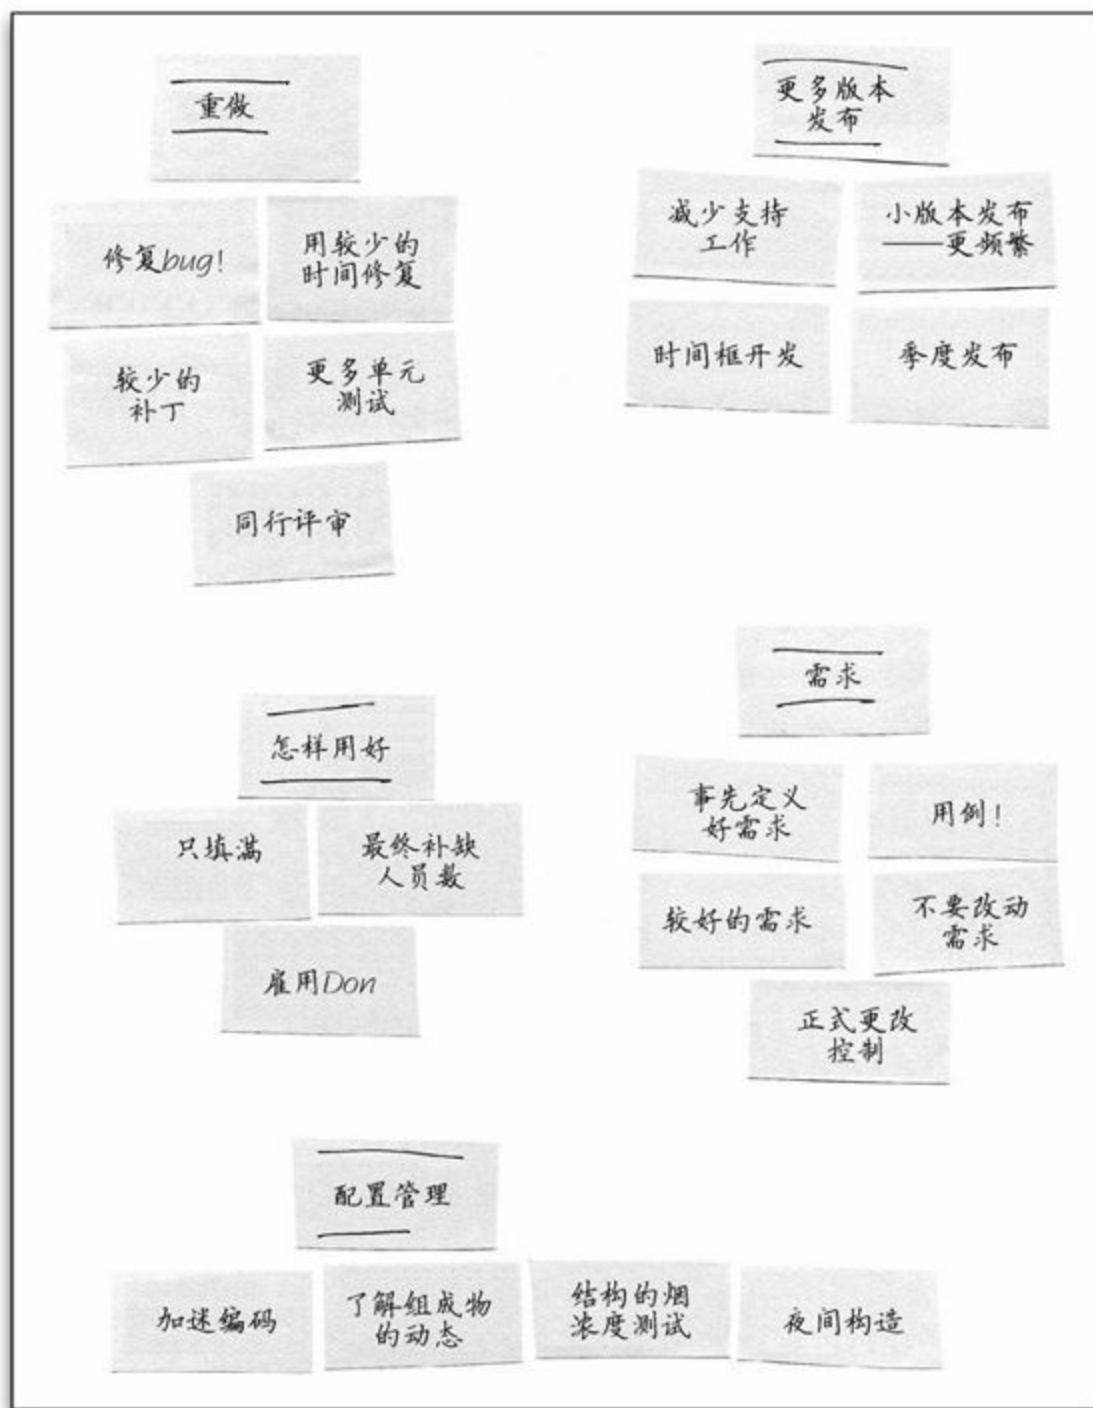 重做
修复bug!
用较少的
时间修复
较少的
补丁
更多单元
测试
同行评审
更多版本
发布
减少支持
工作
小版本发布
——更频繁
时间框开发
季度发布
怎样用好
只填满
最终补缺
人员数
雇用Don
需求
事先定义
好需求
用例!
较好的需求
不要改动
需求
正式更改
控制
配置管理
加迷编码
了解组成物
的动态
结构的烟
浓度测试
夜间构造